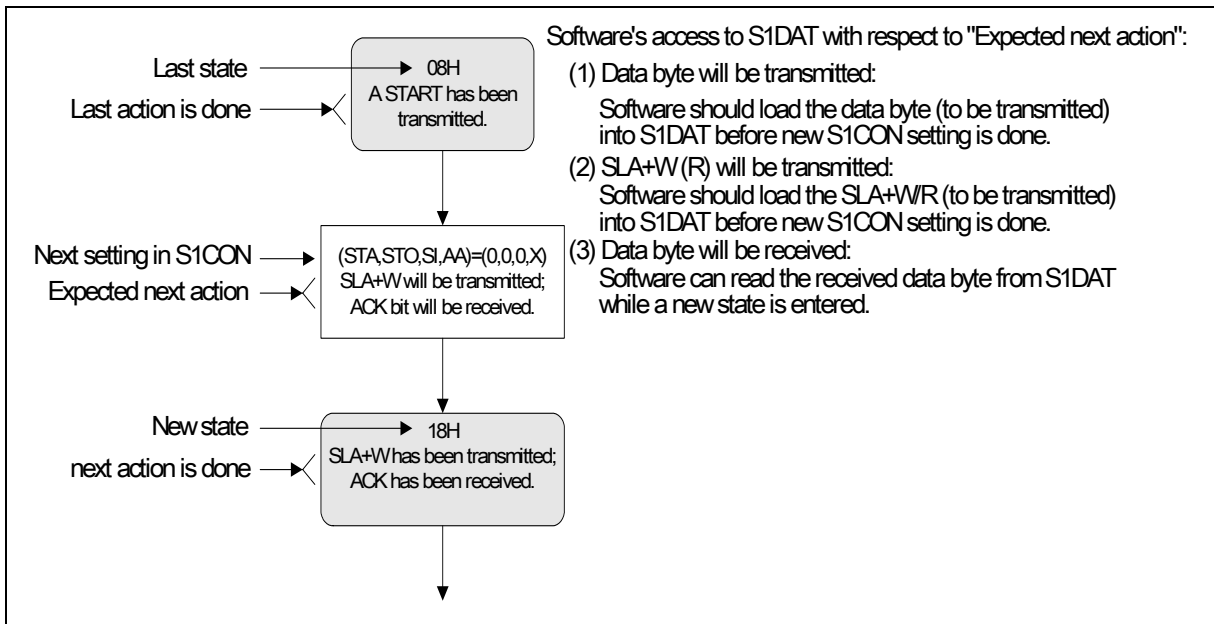 Last state
Last action is done
08H
A START has been
transmitted.
Next setting in S1CON
Expected next action
(STA,STO,SI,AA)=(0,0,0,X)
SLA+W will be transmitted;
ACK bit will be received.
New state
next action is done
18H
SLA+W has been transmitted;
ACK has been received.
Software's access to S1DAT with respect to "Expected next action":
(1) Data byte will be transmitted:
Software should load the data byte (to be transmitted)
into S1DAT before new S1CON setting is done.
(2) SLA+W (R) will be transmitted:
Software should load the SLA+W/R (to be transmitted)
into S1DAT before new S1CON setting is done.
(3) Data byte will be received:
Software can read the received data byte from S1DAT
while a new state is entered.